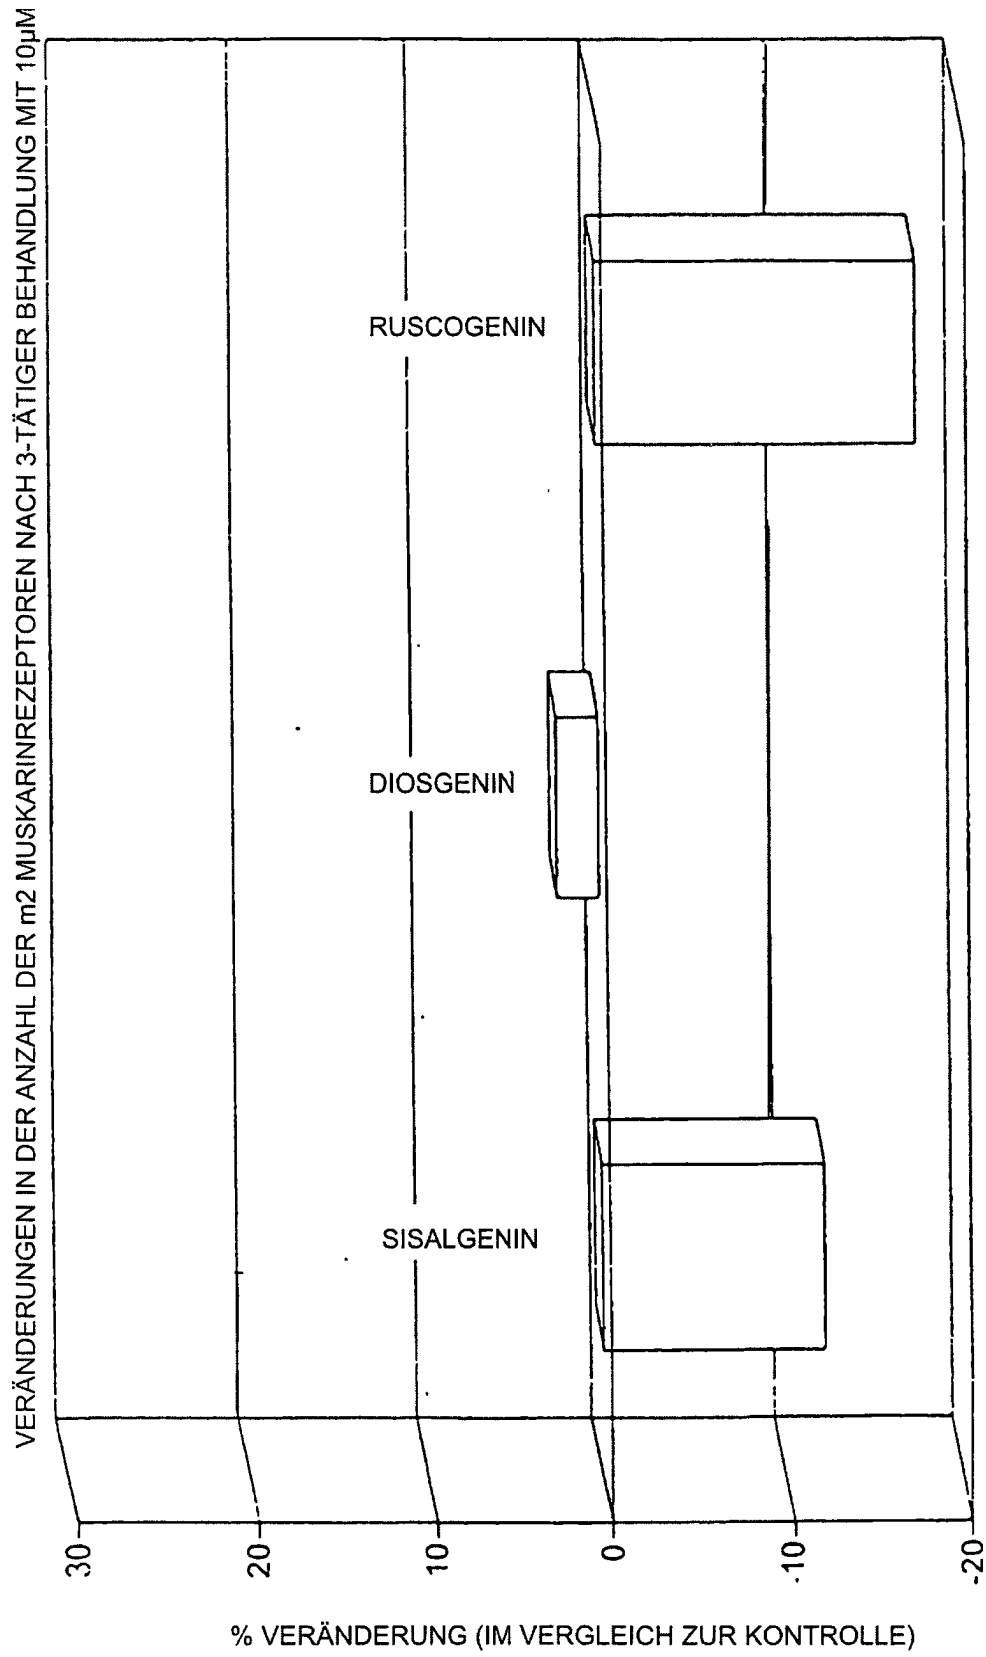 VERÄNDERUNGEN IN DER ANZAHL DER m2 MUSKARINREZEPTOREN NACH 3-TÄTIGER BEHANDLUNG MIT 10µM
RUSCOGENIN
DIOSGENIN
SISALGENIN
30
20
10
0
-10
-20
% VERÄNDERUNG (IM VERGLEICH ZUR KONTROLLE)